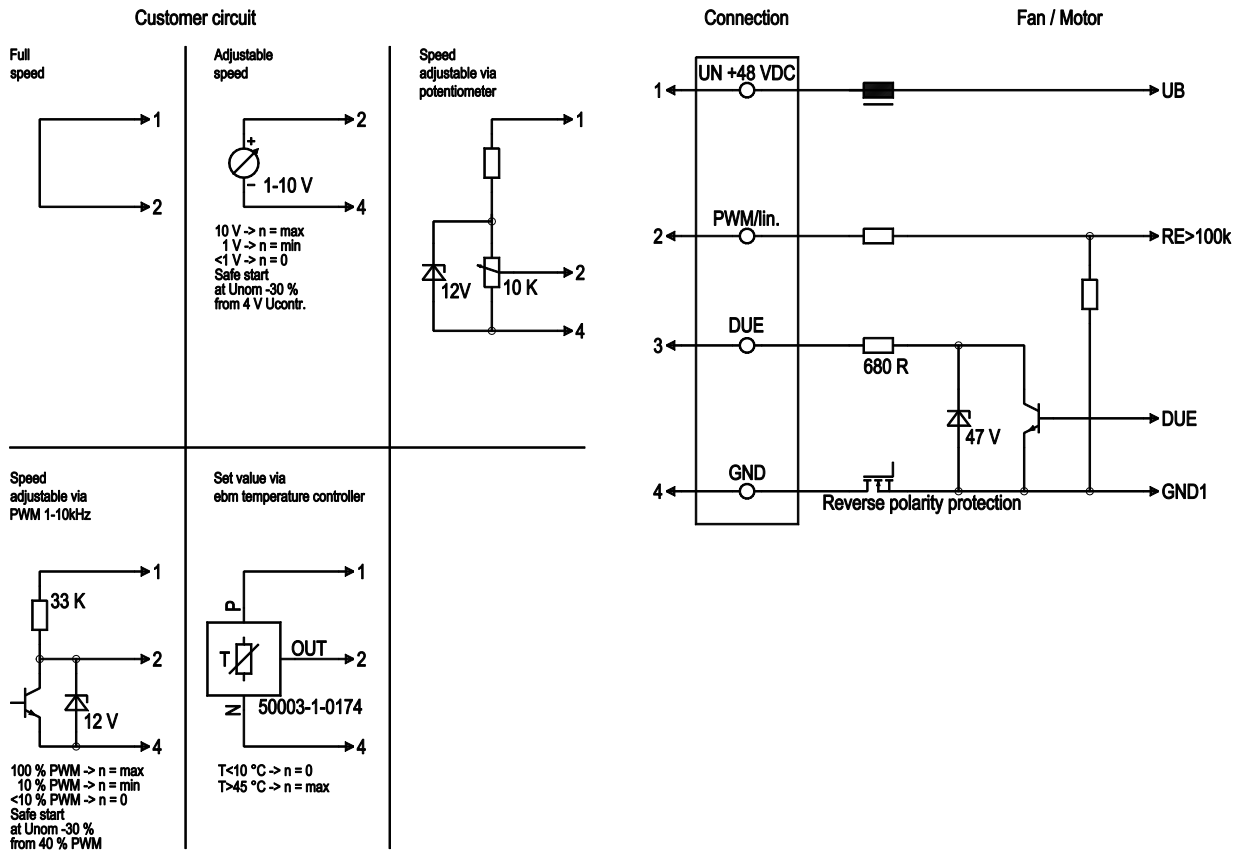 Customer circuit
Full
speed
1
2
Adjustable
speed
2
+
-
1-10 V
4
10 V -> n = max
1 V -> n = min
<1 V -> n = 0
Safe start
at Unom -30 %
from 4 V Ucontr.
Speed
adjustable via
potentiometer
1
2
12V
10 K
4
Speed
adjustable via
PWM 1-10kHz
1
33 K
2
12 V
4
100 % PWM -> n = max
10 % PWM -> n = min
<10 % PWM -> n = 0
Safe start
at Unom -30 %
from 40 % PWM
Set value via
ebm temperature controller
1
P
T
OUT
2
N
50003-1-0174
4
T<10 °C -> n = 0
T>45 °C -> n = max
Connection
Fan / Motor
UN +48 VDC
1
UB
PWM/lin.
2
RE>100k
DUE
3
680 R
47 V
DUE
GND
4
GND1
Reverse polarity protection